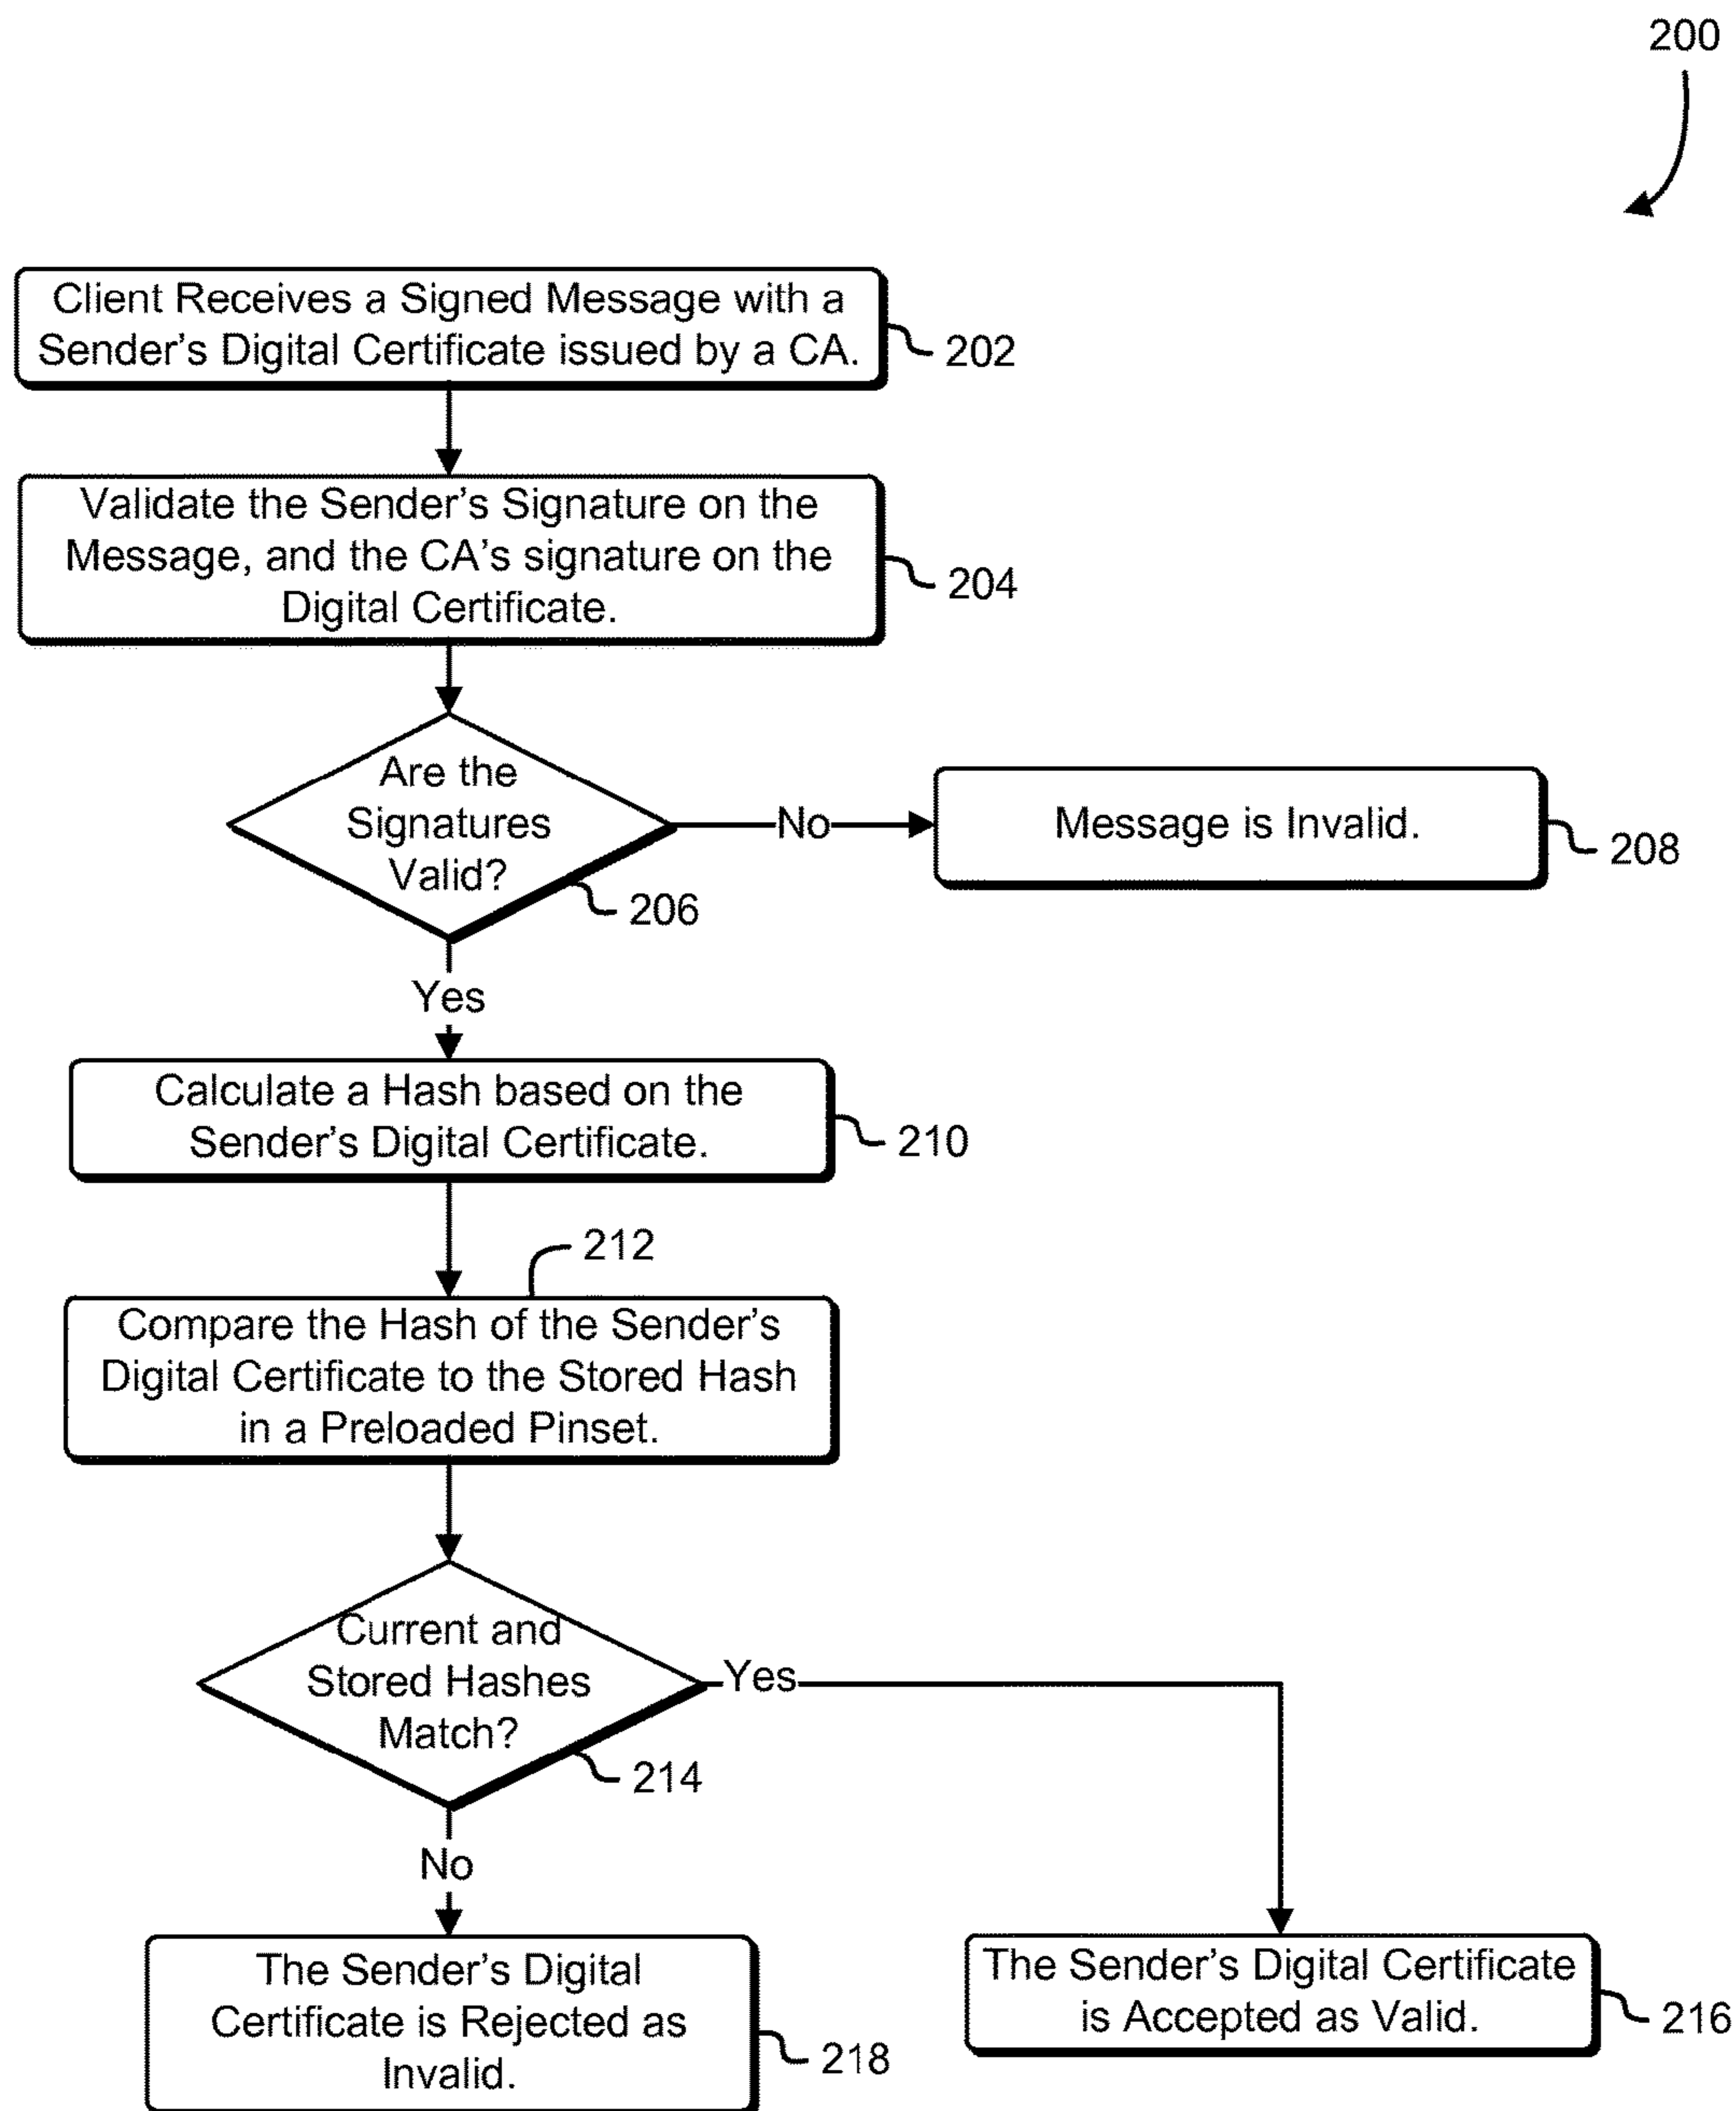 200
Client Receives a Signed Message with a
Sender's Digital Certificate issued by a CA.
202
Validate the Sender's Signature on the
Message, and the CA's signature on the
Digital Certificate.
204
Are the
Signatures
Valid?
206
No
Message is Invalid.
208
Yes
Calculate a Hash based on the
Sender's Digital Certificate.
210
212
Compare the Hash of the Sender's
Digital Certificate to the Stored Hash
in a Preloaded Pinset.
Current and
Stored Hashes
Match?
214
Yes
No
The Sender's Digital
Certificate is Rejected as
Invalid.
218
The Sender's Digital Certificate
is Accepted as Valid.
216